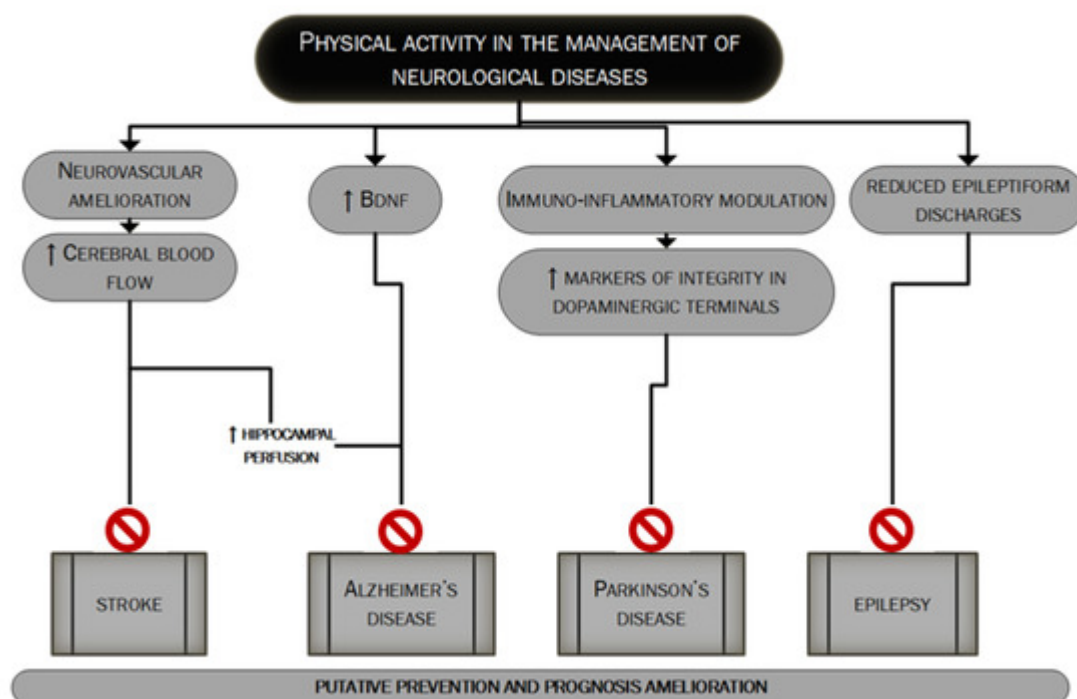 PHYSICAL ACTIVITY IN THE MANAGEMENT OF
NEUROLOGICAL DISEASES
NEUROVASCULAR
AMELIORATION
↑ BDNF
IMMUNO-INFLAMMATORY MODULATION
REDUCED EPILEPTIFORM
DISCHARGES
↑ CEREBRAL BLOOD
FLOW
↑ MARKERS OF INTEGRITY IN
DOPAMINERGIC TERMINALS
↑ HIPPOCAMPAL
PERFUSION
STROKE
ALZHEIMER'S
DISEASE
PARKINSON'S
DISEASE
EPILEPSY
PUTATIVE PREVENTION AND PROGNOSIS AMELIORATION